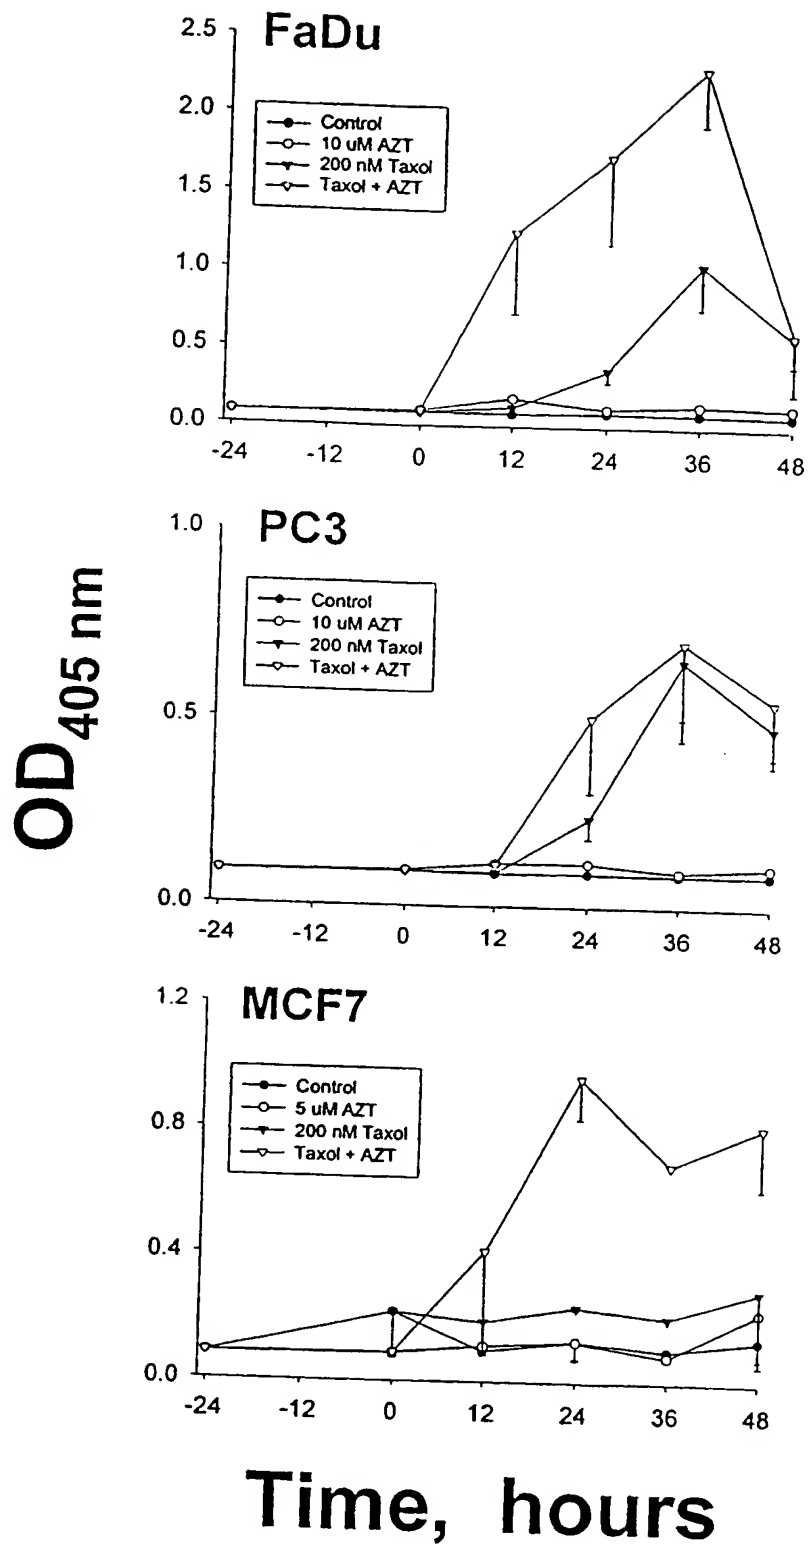 FaDu
2.5
2.0
1.5
1.0
0.5
0.0
Control
10 uM AZT
200 nM Taxol
Taxol + AZT
-24 -12 0 12 24 36 48
PC3
1.0
0.5
0.0
Control
10 uM AZT
200 nM Taxol
Taxol + AZT
-24 -12 0 12 24 36 48
OD405 nm
MCF7
1.2
0.8
0.4
0.0
Control
5 uM AZT
200 nM Taxol
Taxol + AZT
-24 -12 0 12 24 36 48
Time, hours